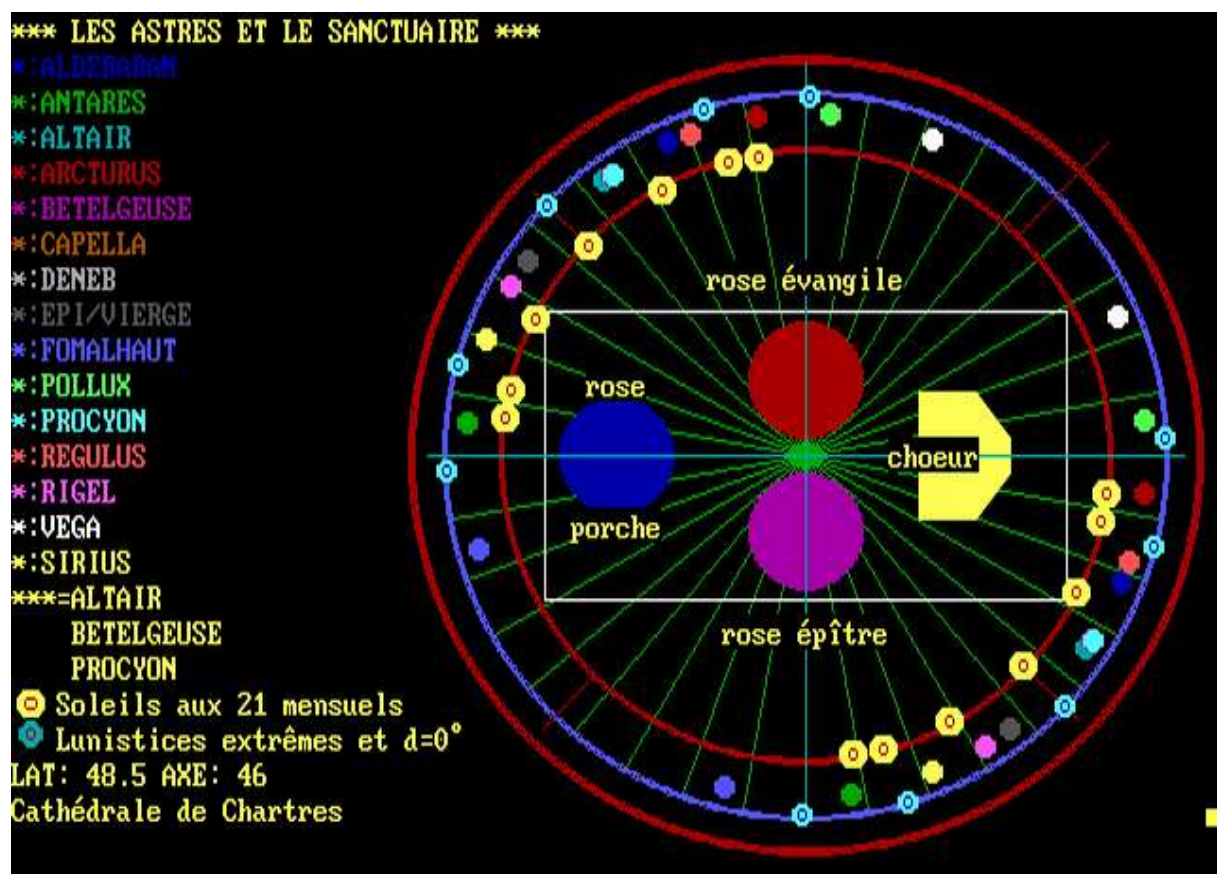 *** LES ASTRES ET LE SANCTUAIRE ***
*:ALDEBARAN
*:ANTARES
*:ALTAIR
*:ARCTURUS
*:BETELGEUSE
*:CAPELLA
*:DENEB
*:EPI/VIERGE
*:FOMALHAUT
*:POLLUX
*:PROCYON
*:REGULUS
*:RIGEL
*:VEGA
*:SIRIUS
***=ALTAIR
BETELGEUSE
PROCYON
Soleils aux 21 mensuels
Lunistices extrêmes et d=0°
LAT: 48.5 AXE: 46
Cathédrale de Chartres
rose évangile
rose
choeur
porche
rose épître